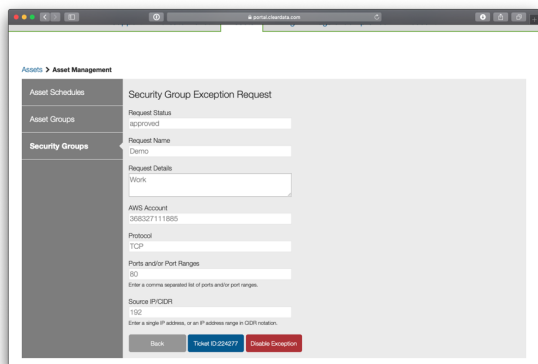 portal.cleardata.com
Assets > Asset Management
Asset Schedules
Asset Groups
Security Groups
Security Group Exception Request
Request Status
approved
Request Name
Demo
Request Details
Work
AWS Account
368327111885
Protocol
TCP
Ports and/or Port Ranges
80
Enter a comma separated list of ports and/or port ranges.
Source IP/CIDR
192
Enter a single IP address, or an IP address range in CIDR notation.
Back
Ticket ID:224277
Disable Exception